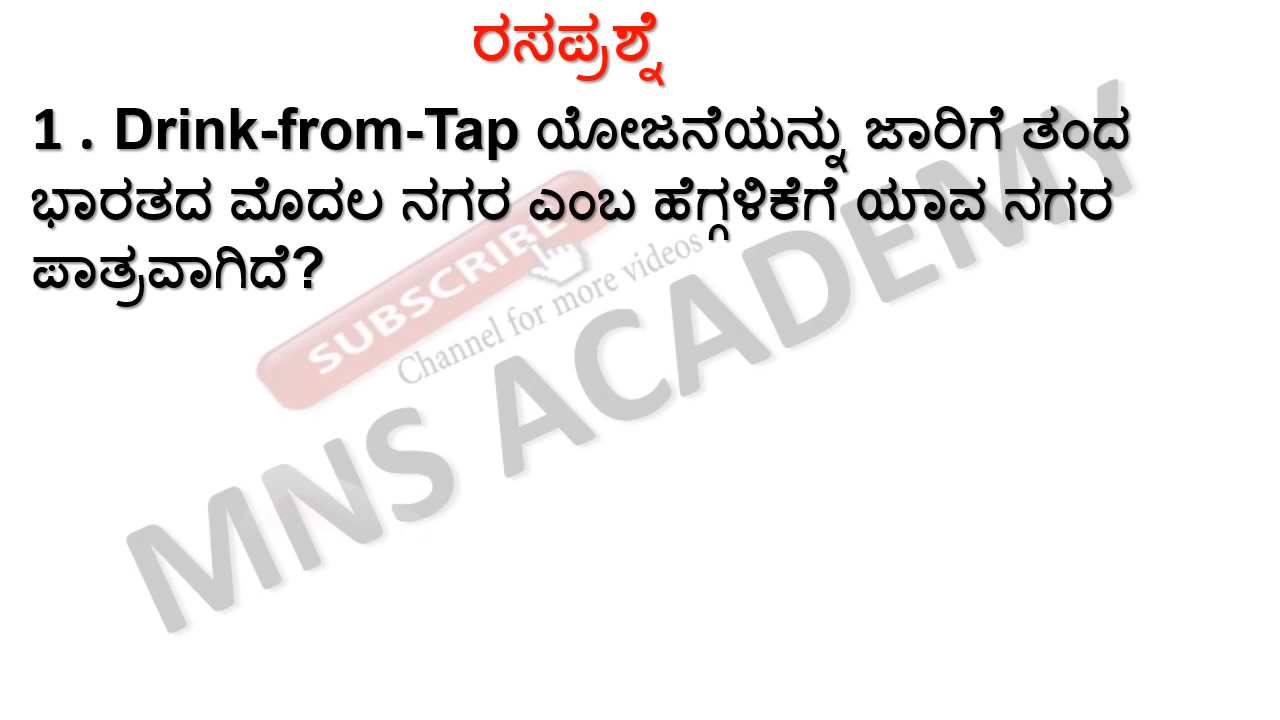 ರಸಪ್ರಶ್ನೆ
1 . Drink-from-Tap ಯೋಜನೆಯನ್ನು ಜಾರಿಗೆ ತಂದ
ಭಾರತದ ಮೊದಲ ನಗರ ಎಂಬ ಹೆಗ್ಗಳಿಕೆಗೆ ಯಾವ ನಗರ
ಪಾತ್ರವಾಗಿದೆ?
SUBSCRIBE
Channel for more videos
MNS ACADEMY